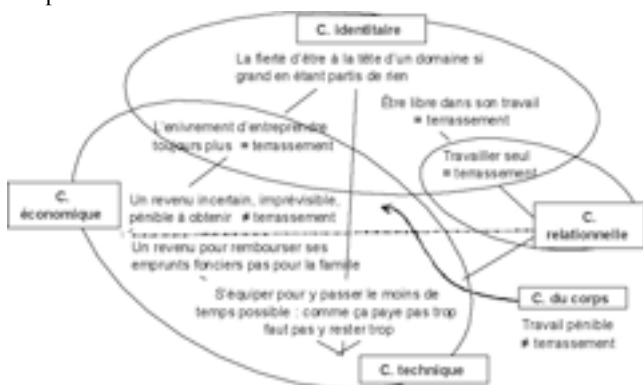 C. Identitaire
La fierté d'être à la tête d'un domaine si
grand en étant partis de rien
Être libre dans son travail
= terrassement
L'enivrement d'entreprendre
toujours plus = terrassement
Travailler seul
= terrassement
C.
économique
Un revenu incertain, imprévisible,
pénible à obtenir ≠ terrassement
C.
relationnelle
Un revenu pour rembourser ses
emprunts fonciers pas pour la famille
S'équiper pour y passer le moins de
temps possible : comme ça paye pas trop
faut pas y rester trop
C. du corps
Travail pénible
≠ terrassement
C. technique